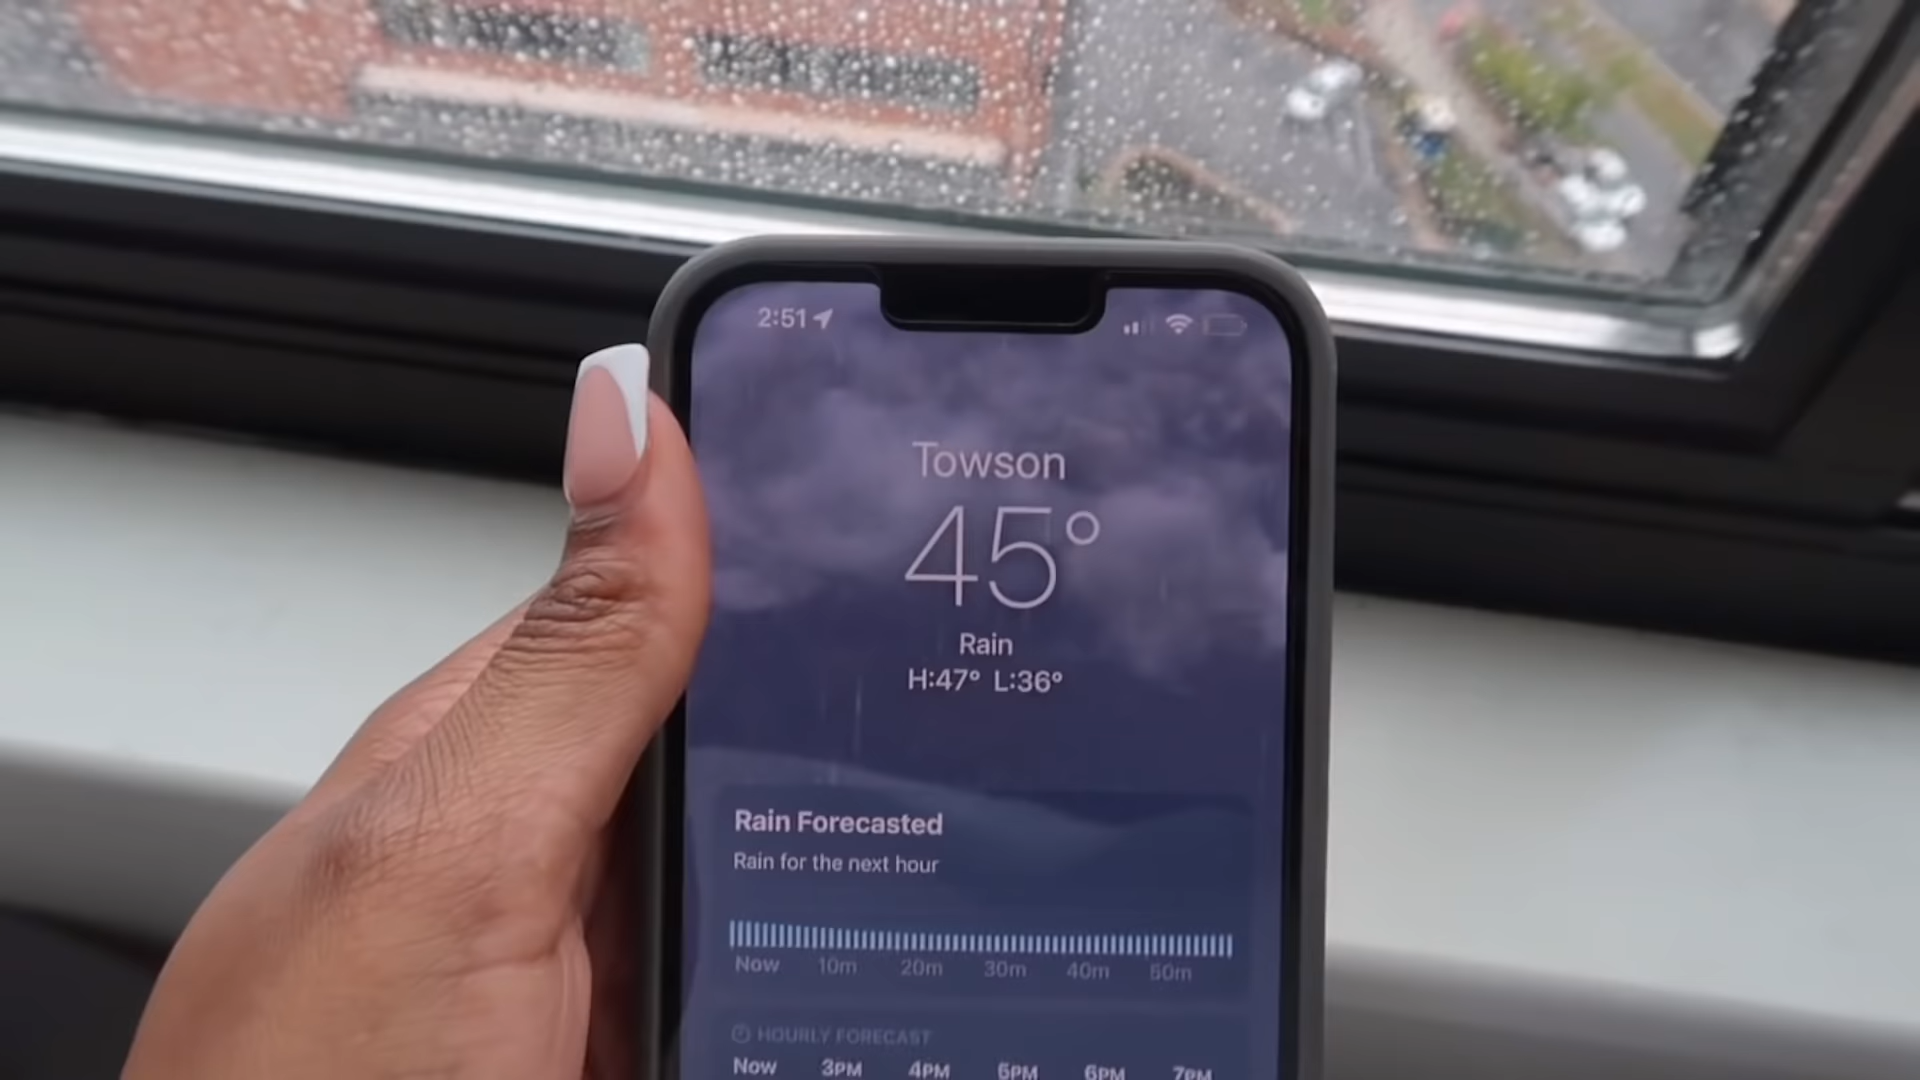 2:51
Towson
45°
Rain
H:47° L:36°
Rain Forecasted
Rain for the next hour
Now 10m 20m 30m 40m 50m
HOURLY FORECAST
Now 3PM 4PM 5PM 6PM 7PM